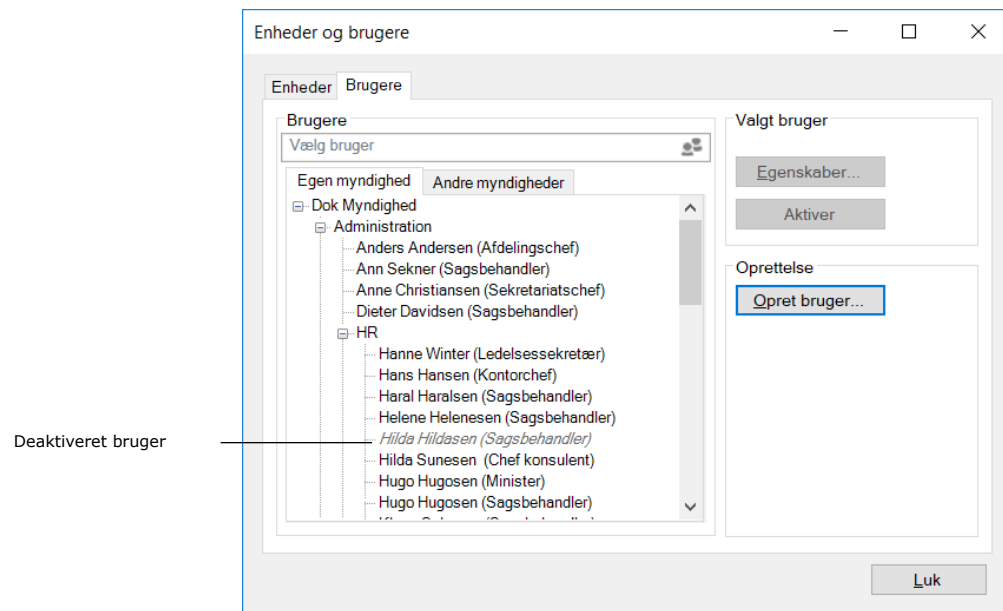 Enheder og brugere
Enheder
Brugere
Brugere
Vælg bruger
Egen myndighed
Andre myndigheder
Dok Myndighed
Administration
Anders Andersen (Afdelingschef)
Ann Sekner (Sagsbehandler)
Anne Christiansen (Sekretariatschef)
Dieter Davidsen (Sagsbehandler)
HR
Hanne Winter (Ledelsessekretær)
Hans Hansen (Kontorchef)
Haral Haralsen (Sagsbehandler)
Helene Helenesen (Sagsbehandler)
Hilda Hildasen (Sagsbehandler)
Hilda Sunesen (Chef konsulent)
Hugo Hugosen (Minister)
Hugo Hugosen (Sagsbehandler)
Valgt bruger
Egenskaber...
Aktiver
Oprettelse
Opret bruger...
Luk
Deaktiveret bruger